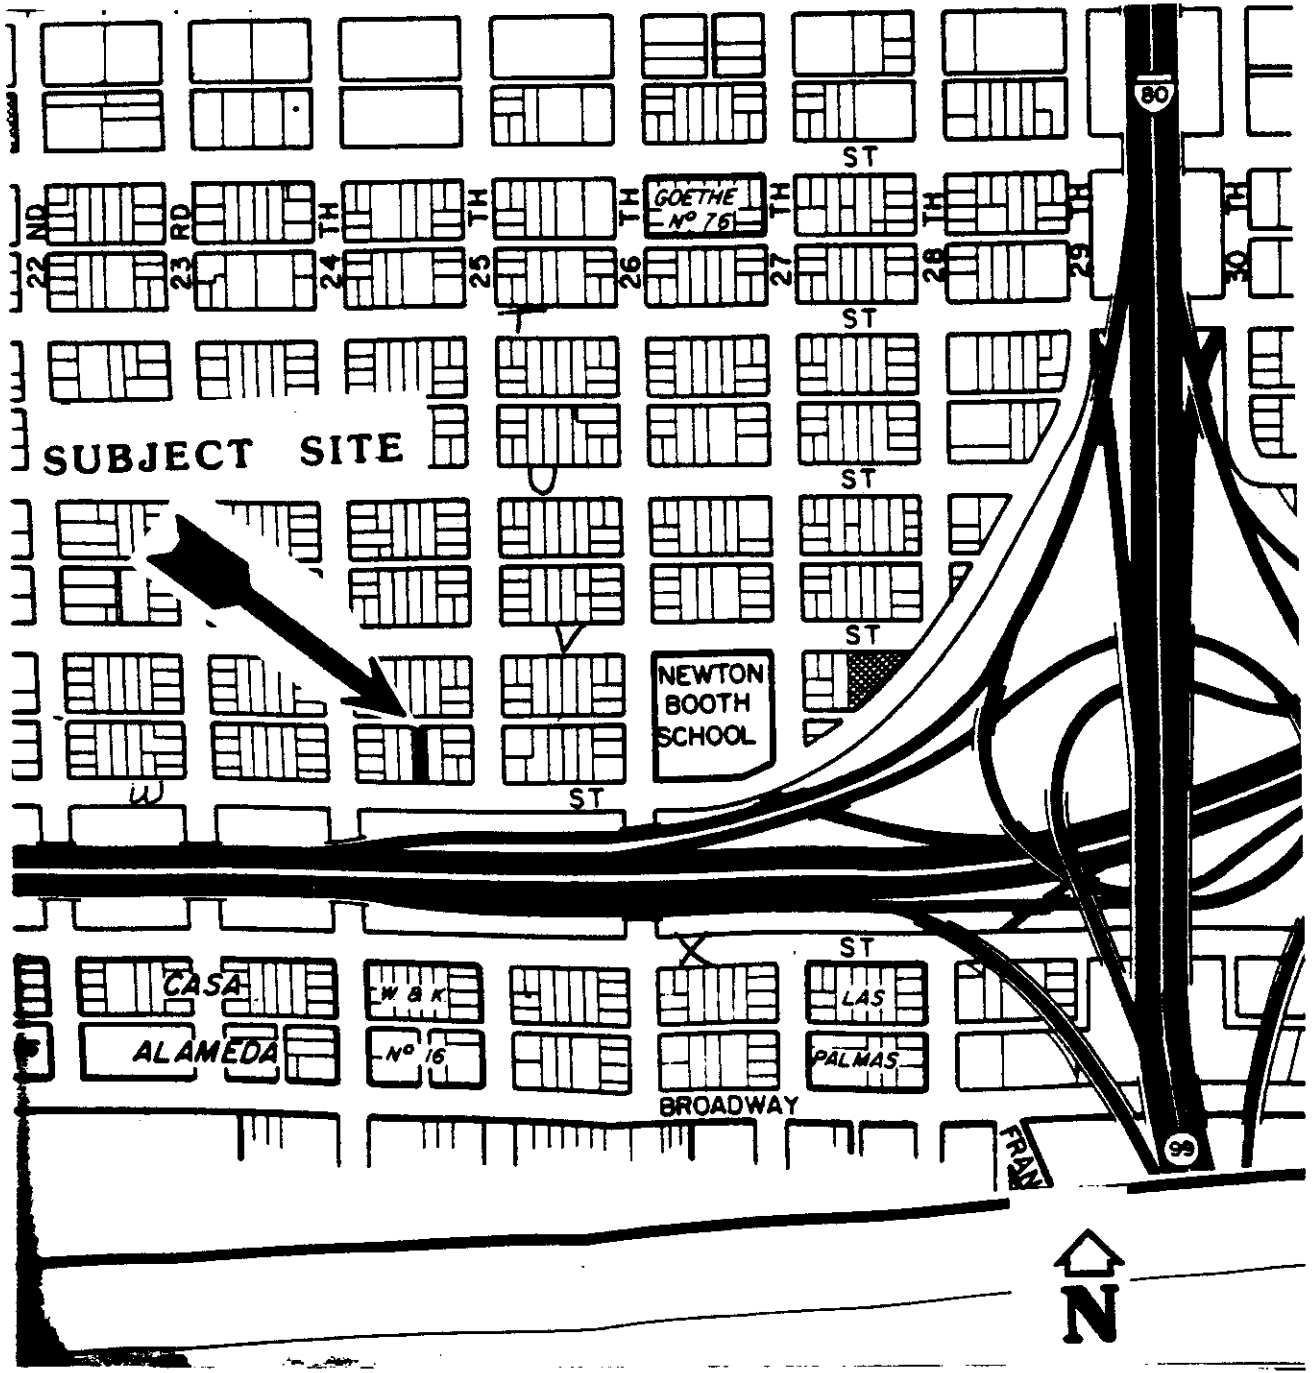 80
ST
GOETHE
Nº 76
22 ND
23 RD
24 TH
25 TH
26 TH
27 TH
28 TH
29 TH
30 TH
T
ST
SUBJECT SITE
U
ST
V
ST
NEWTON
BOOTH
SCHOOL
W
ST
X
ST
CASA
W & K
LAS
ALAMEDA
Nº 16
PALMAS
BROADWAY
FRAN
99
N